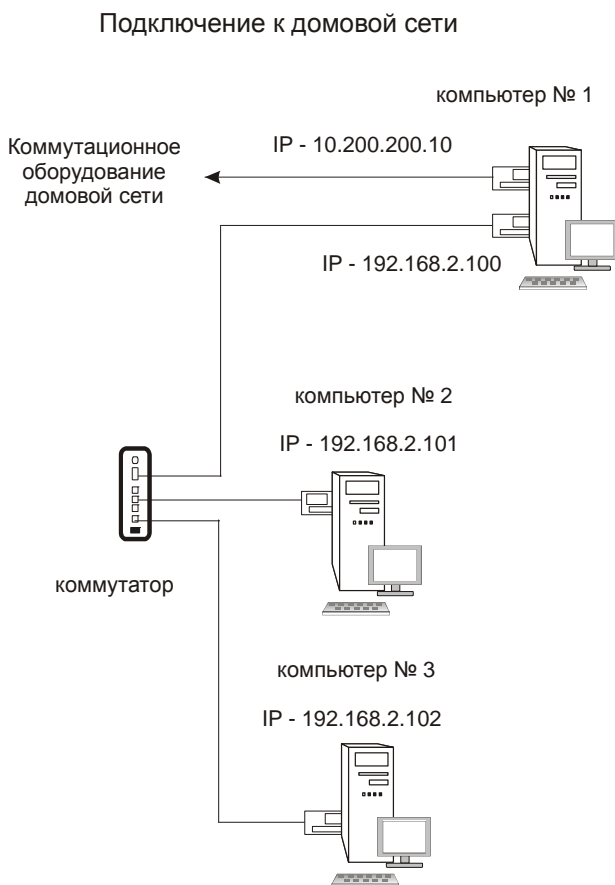 Подключение к домовой сети
компьютер № 1
IP - 10.200.200.10
Коммутационное
оборудование
домовой сети
IP - 192.168.2.100
компьютер № 2
IP - 192.168.2.101
коммутатор
компьютер № 3
IP - 192.168.2.102